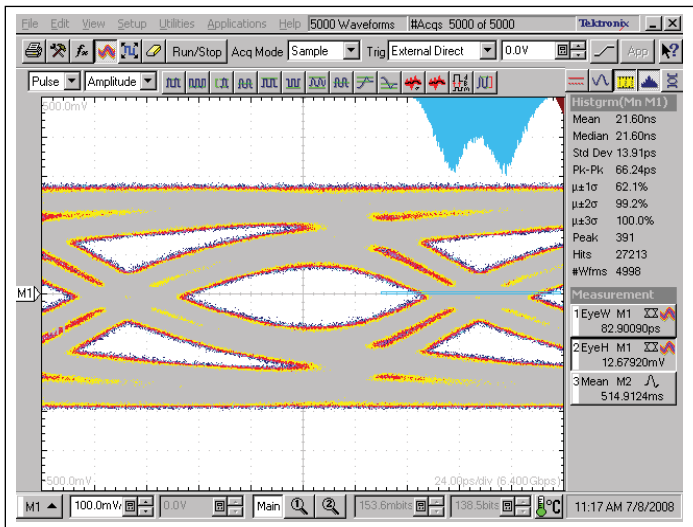 File Edit View Setup Utilities Applications Help 5000 Waveforms #Acqs 5000 of 5000 Tektronix
Run/Stop Acq Mode Sample Trig External Direct 0.0V App
Pulse Amplitude
500.0mV
Histgrm(Mn M1)
Mean 21.60ns
Median 21.60ns
Std Dev 13.91ps
Pk-Pk 66.24ps
µ±1σ 62.1%
µ±2σ 99.2%
µ±3σ 100.0%
Peak 391
Hits 27213
#Wfms 4998
M1
Measurement
1 EyeW M1
82.90090ps
2 EyeH M1
12.67920mV
3 Mean M2
514.9124ms
-500.0mV
24.00ps/div (6.400Gbps)
M1 100.0mV/ 0.0V Main 1 2 153.6mbits 138.5bits °C 11:17 AM 7/8/2008